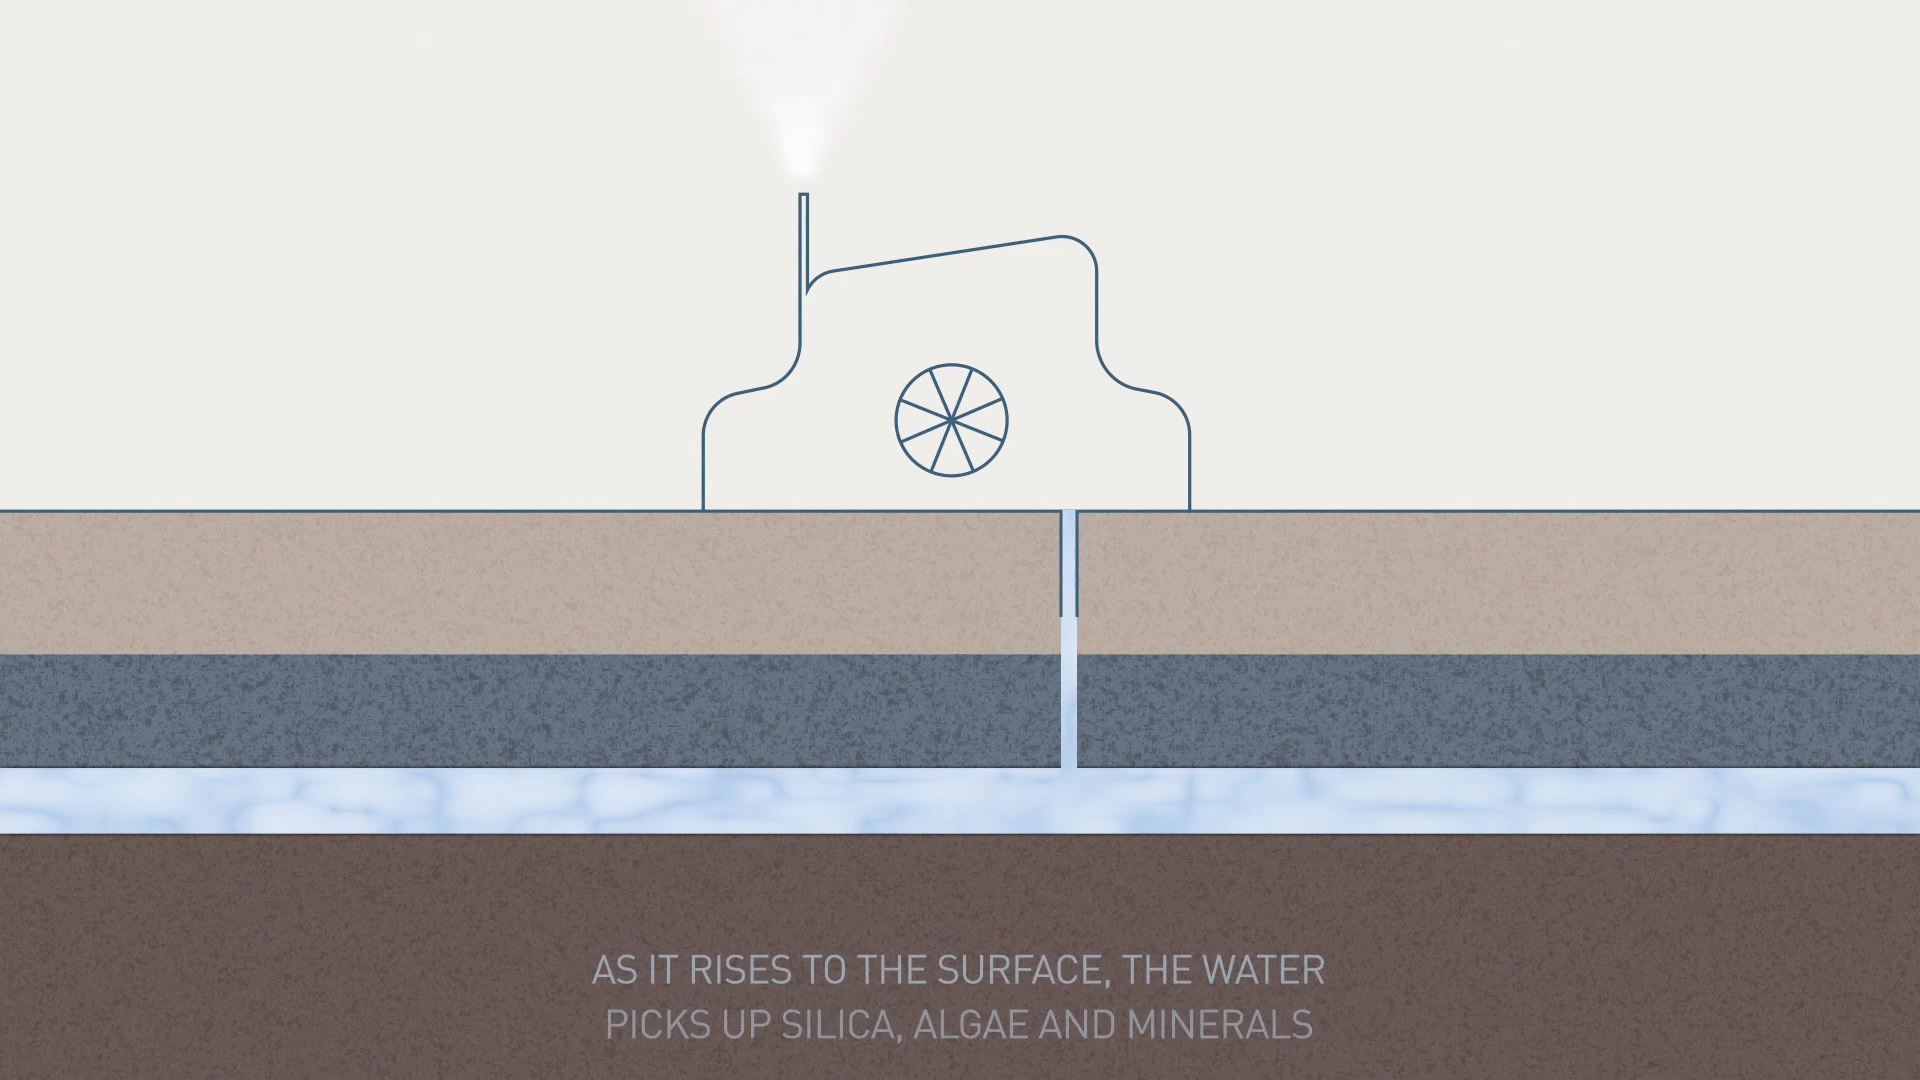 AS IT RISES TO THE SURFACE, THE WATER
PICKS UP SILICA, ALGAE AND MINERALS